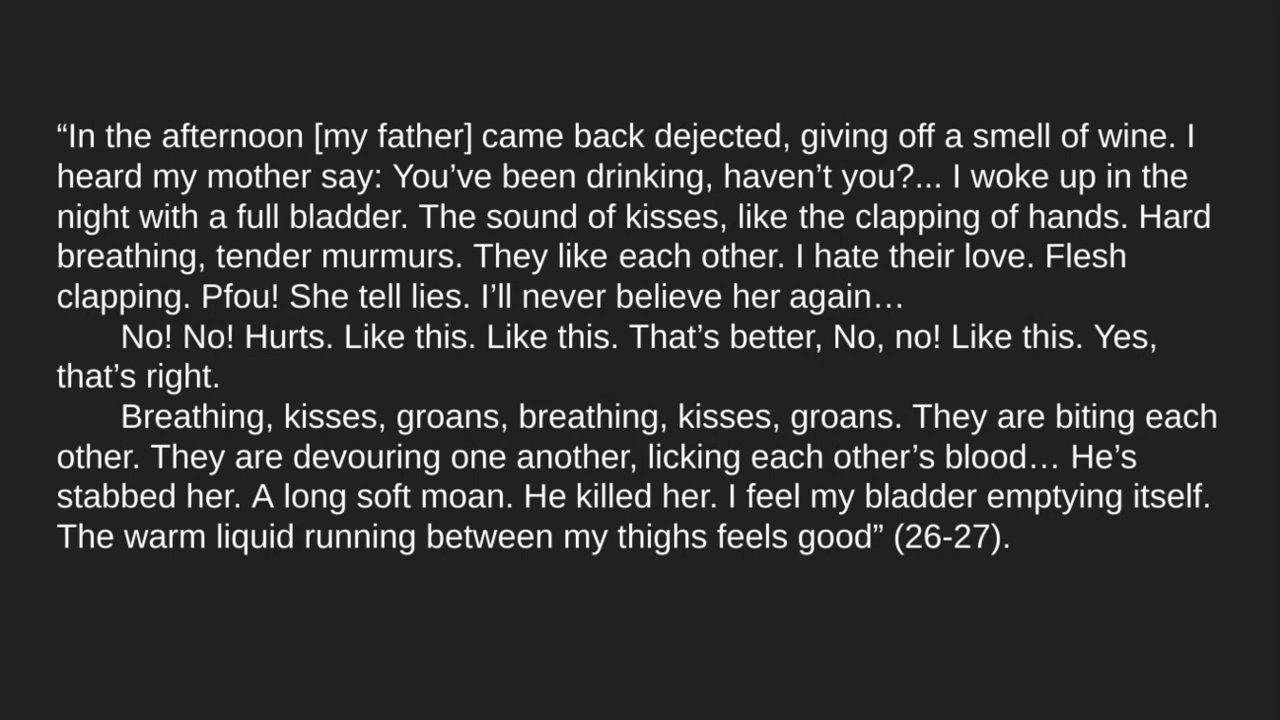 “In the afternoon [my father] came back dejected, giving off a smell of wine. I
heard my mother say: You’ve been drinking, haven’t you?... I woke up in the
night with a full bladder. The sound of kisses, like the clapping of hands. Hard
breathing, tender murmurs. They like each other. I hate their love. Flesh
clapping. Pfou! She tell lies. I’ll never believe her again…
No! No! Hurts. Like this. Like this. That’s better, No, no! Like this. Yes,
that’s right.
Breathing, kisses, groans, breathing, kisses, groans. They are biting each
other. They are devouring one another, licking each other’s blood… He’s
stabbed her. A long soft moan. He killed her. I feel my bladder emptying itself.
The warm liquid running between my thighs feels good” (26-27).